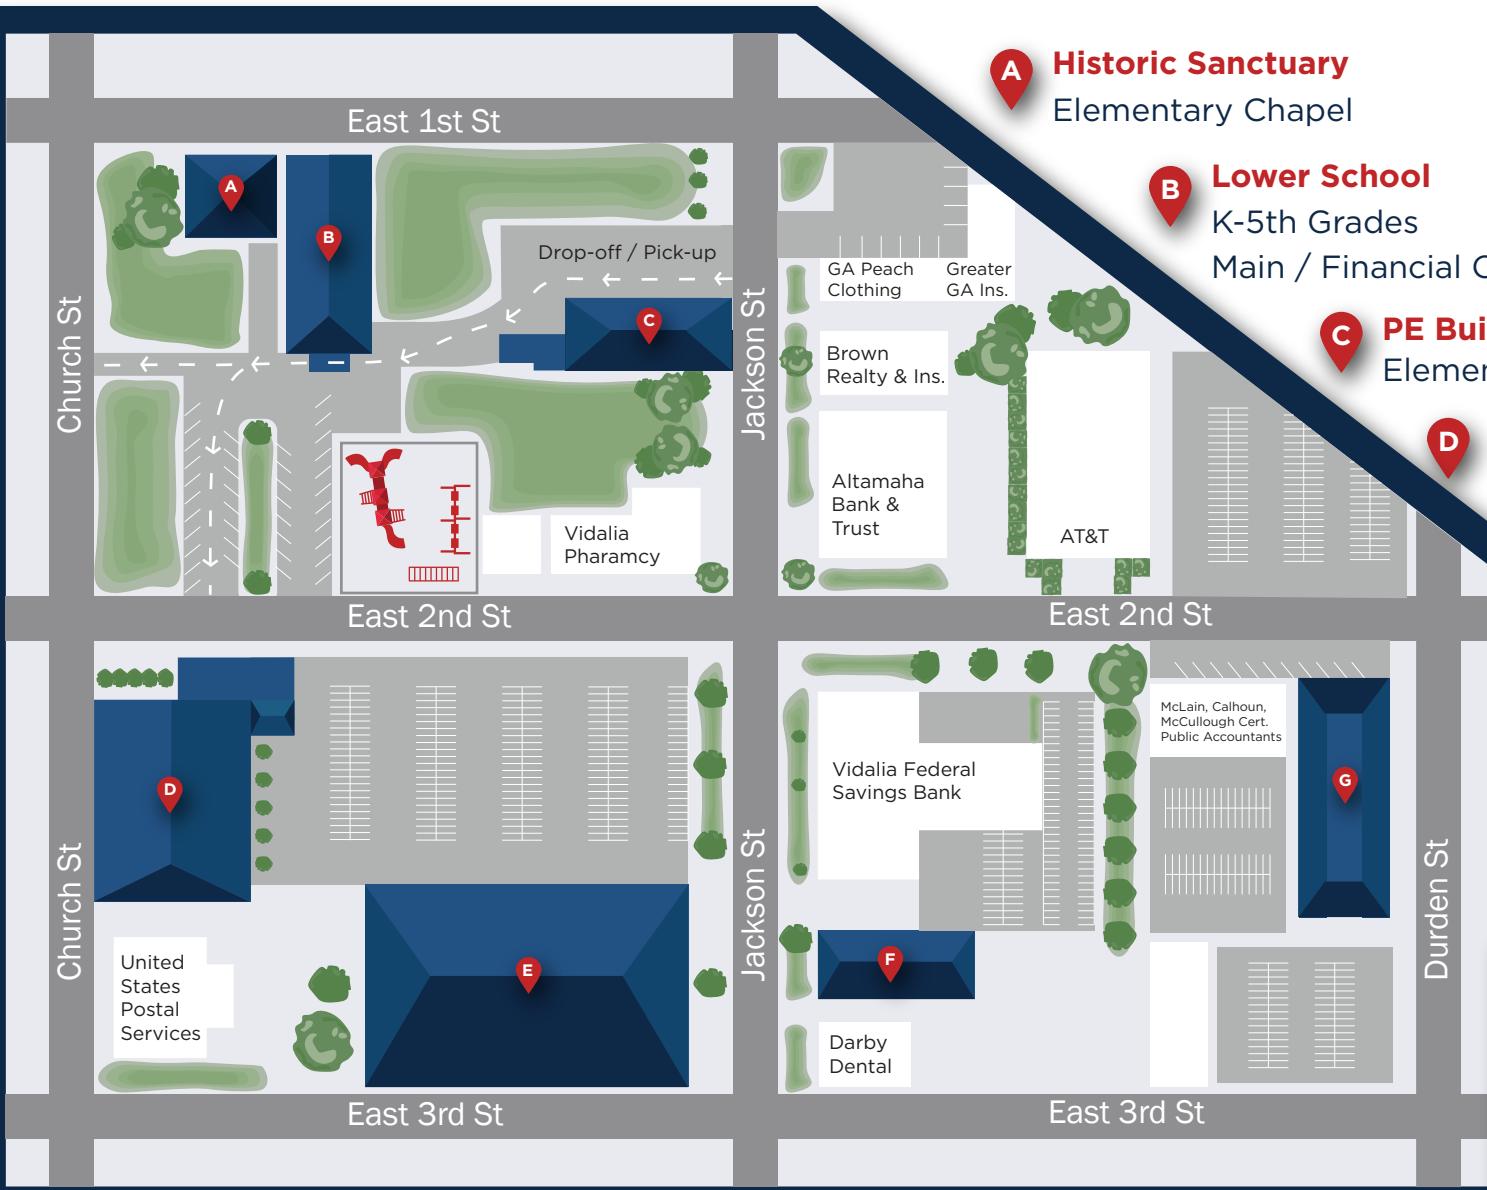 A
Historic Sanctuary
Elementary Chapel
B
Lower School
K-5th Grades
Main / Financial
C
PE
D
East 1st St
A
B
Drop-off / Pick-up
C
Church St
Jackson St
GA Peach
Clothing
Greater
GA Ins.
Brown
Realty & Ins.
Altamaha
Bank &
Trust
AT&T
Vidalia
Pharamcy
East 2nd St
East 2nd St
D
E
Church St
Jackson St
United
States
Postal
Services
Vidalia Federal
Savings Bank
McLain, Calhoun,
McCullough Cert.
Public Accountants
G
F
Darby
Dental
Durden St
East 3rd St
East 3rd St